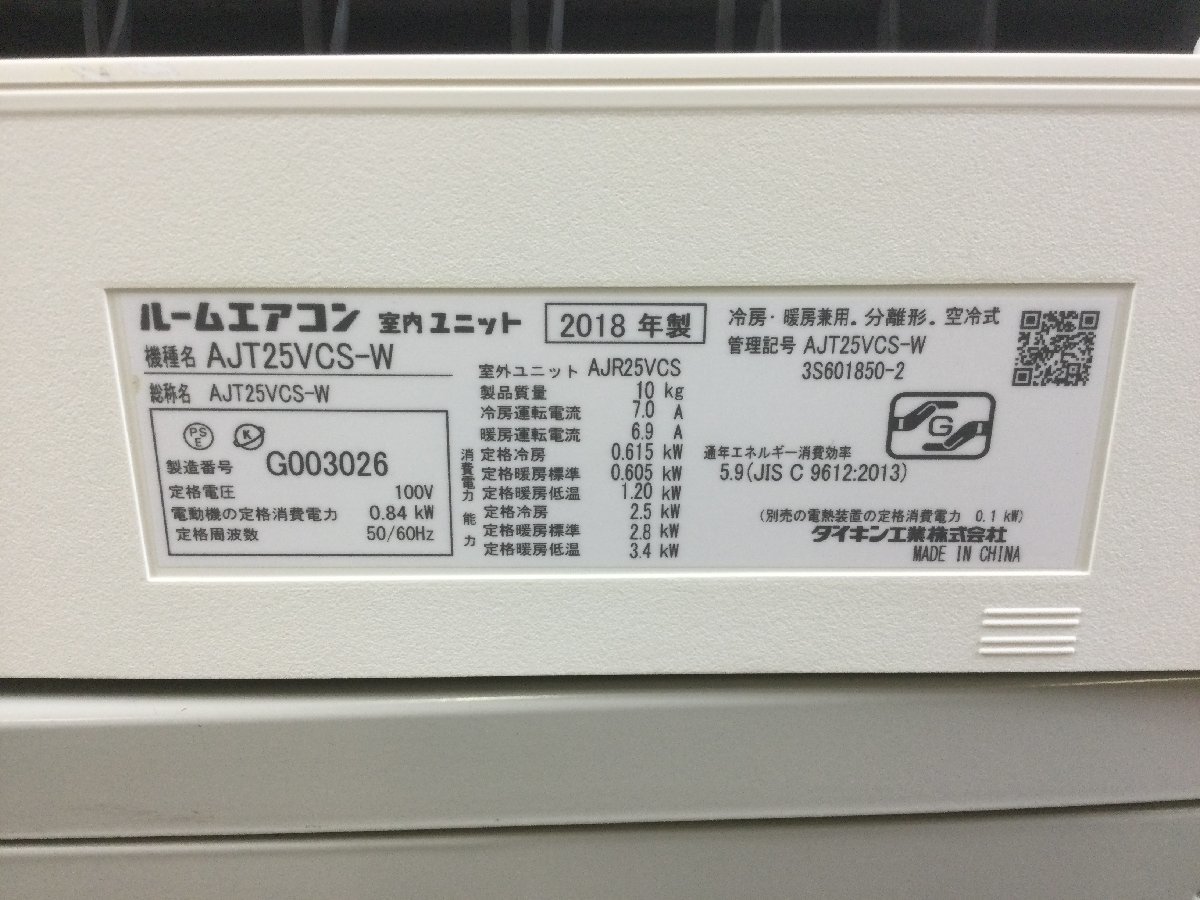 ルームエアコン 室内ユニット
2018 年製
機種名 AJT25VCS-W
総称名 AJT25VCS-W
PS
E
K
製造番号 G003026
定格電圧 100V
電動機の定格消費電力 0.84 kW
定格周波数 50/60Hz
室外ユニット AJR25VCS
製品質量 10 kg
冷房運転電流 7.0 A
暖房運転電流 6.9 A
消費電力
定格冷房 0.615 kW
定格暖房標準 0.605 kW
定格暖房低温 1.20 kW
能力
定格冷房 2.5 kW
定格暖房標準 2.8 kW
定格暖房低温 3.4 kW
冷房・暖房兼用。分離形。空冷式
管理記号 AJT25VCS-W
3S601850-2
G
通年エネルギー消費効率
5.9(JIS C 9612:2013)
(別売の電熱装置の定格消費電力 0.1 kW)
ダイキン工業株式会社
MADE IN CHINA